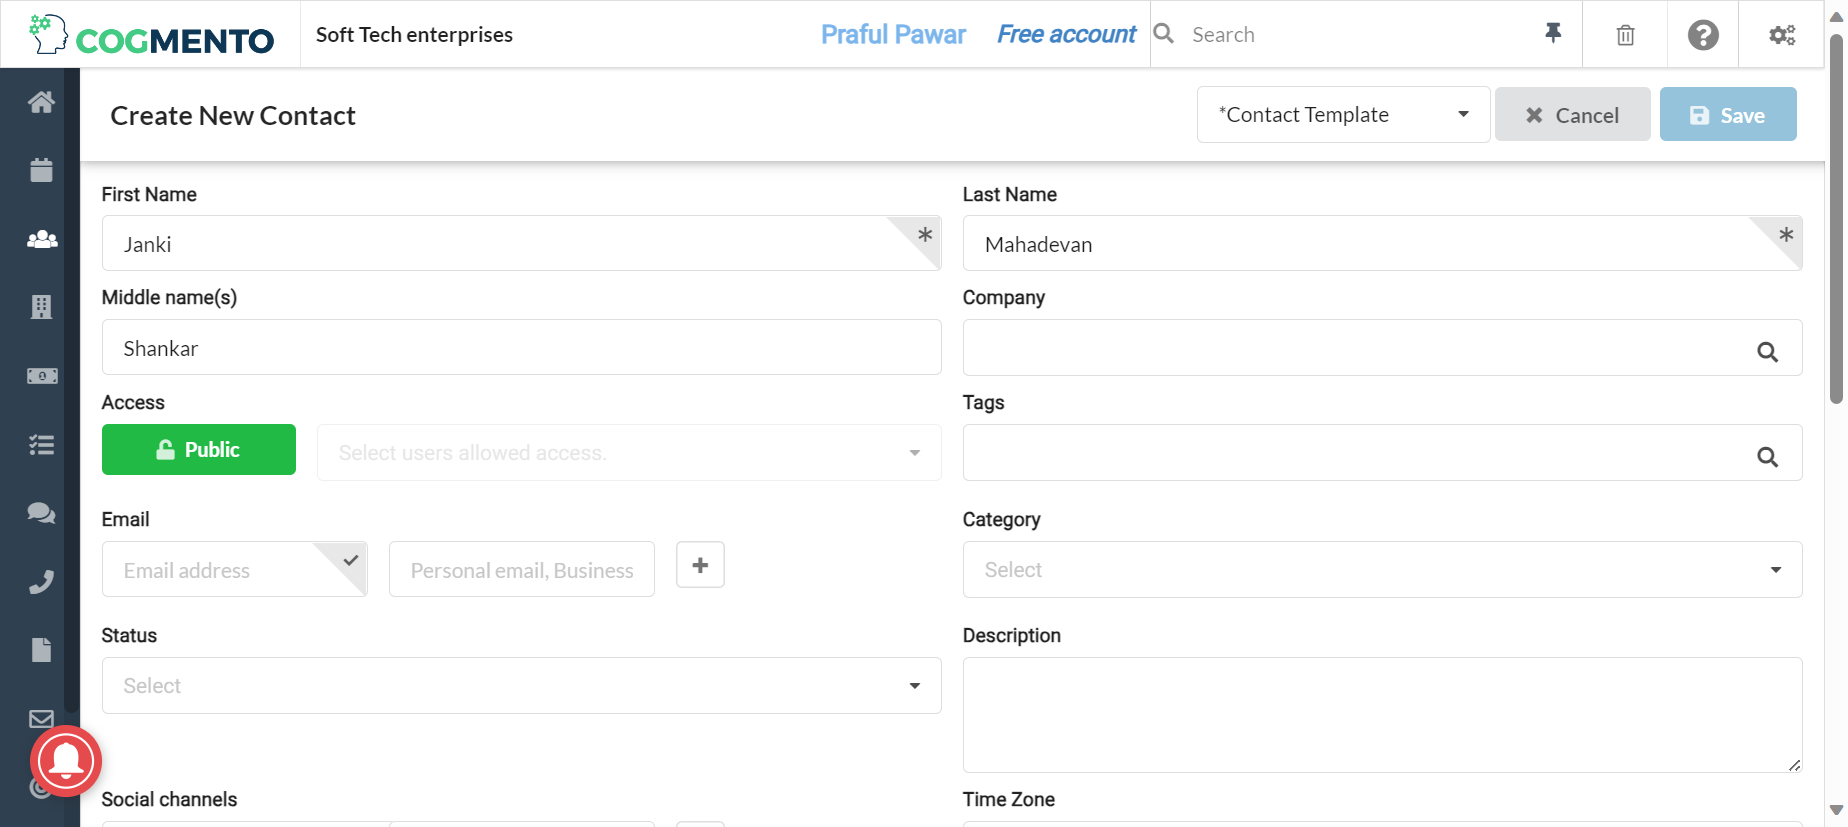 COGMENTO
Soft Tech enterprises
Praful Pawar
Free account
Search
Create New Contact
*Contact Template
Cancel
Save
First Name
Last Name
Janki
Mahadevan
Middle name(s)
Company
Shankar
Access
Tags
Public
Select users allowed access.
Email
Category
Email address
Personal email, Business
Select
Status
Description
Select
Social channels
Time Zone